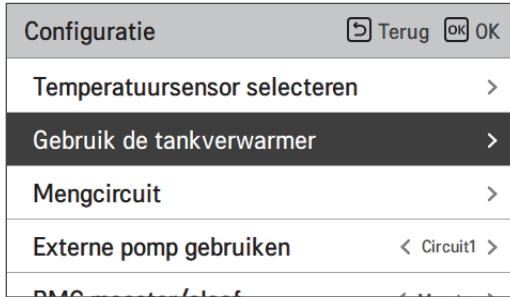 Configuratie Terug OK OK
Temperatuursensor selecteren >
Gebruik de tankverwarmer >
Mengcircuit >
Externe pomp gebruiken < Circuit1 >